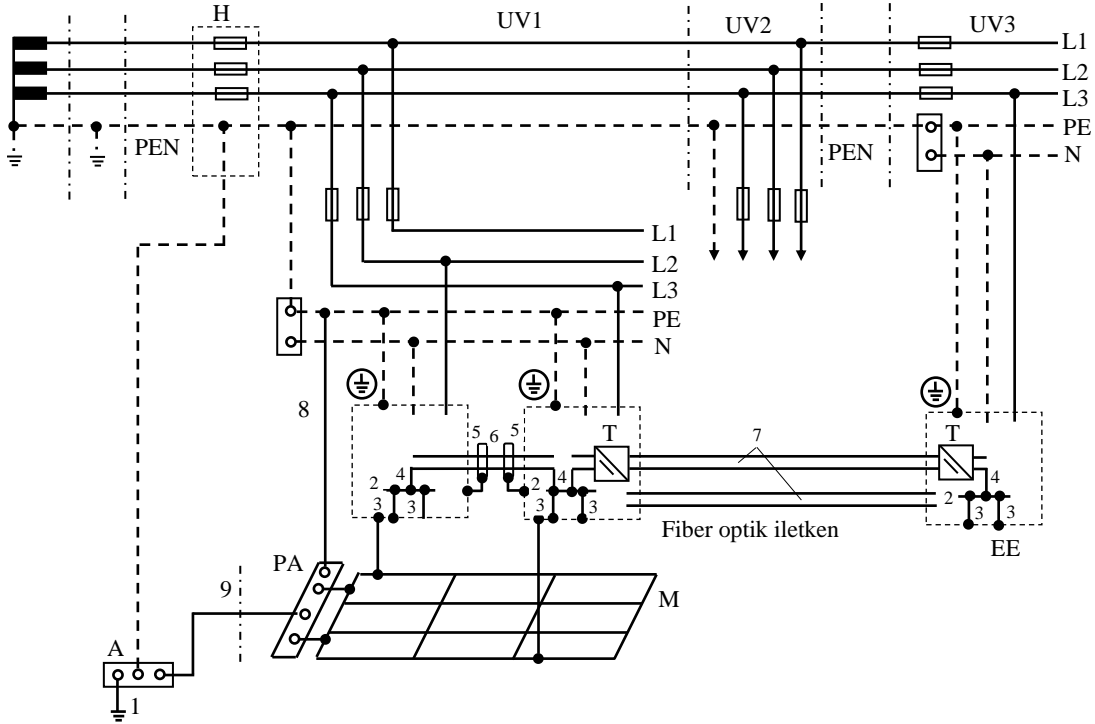 H
UV1
UV2
UV3
L1
L2
L3
PEN
PEN
PE
N
L1
L2
L3
PE
N
8
5 6 5
T
7
T
2 4
3 3
2 4
3 3
2 4
3 3
Fiber optik iletken
EE
PA
9
M
A
1